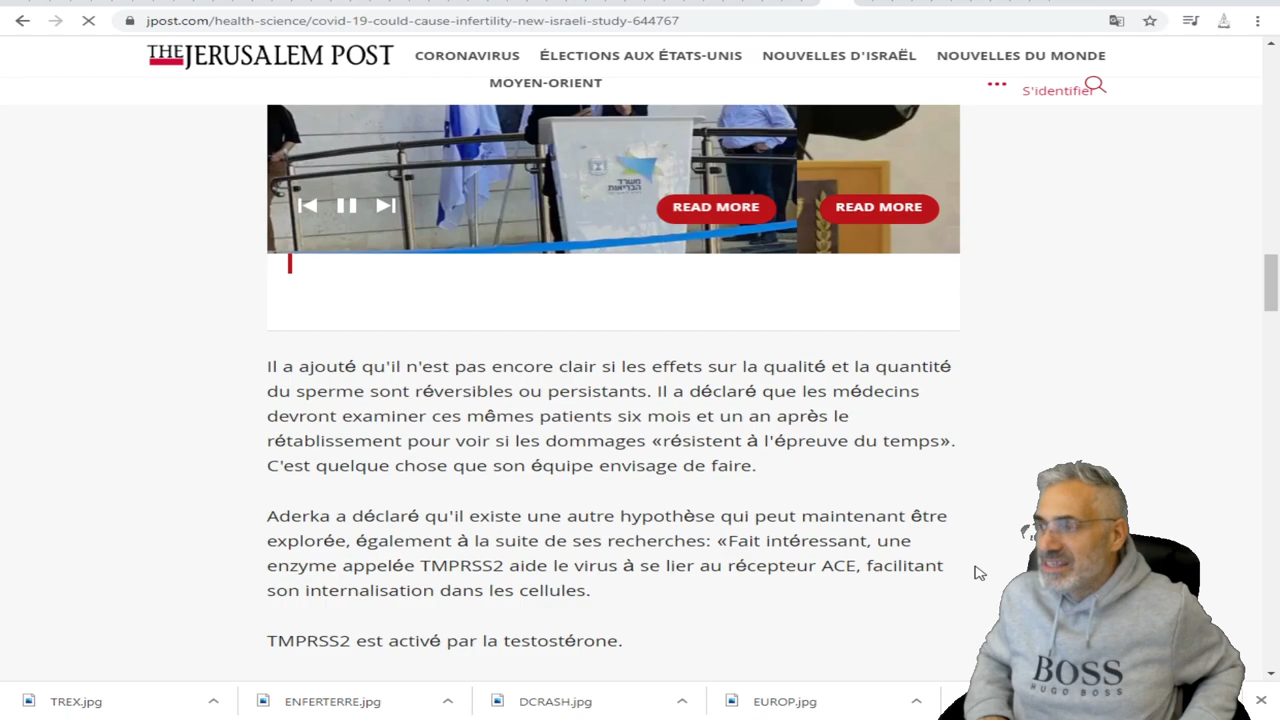 jpost.com/health-science/covid-19-could-cause-infertility-new-israeli-study-644767
THE JERUSALEM POST
CORONAVIRUS ÉLECTIONS AUX ÉTATS-UNIS NOUVELLES D'ISRAËL NOUVELLES DU MONDE
MOYEN-ORIENT
S'identifier
משרד
הבריאות
READ MORE READ MORE
Il a ajouté qu'il n'est pas encore clair si les effets sur la qualité et la quantité
du sperme sont réversibles ou persistants. Il a déclaré que les médecins
devront examiner ces mêmes patients six mois et un an après le
rétablissement pour voir si les dommages «résistent à l'épreuve du temps».
C'est quelque chose que son équipe envisage de faire.
Aderka a déclaré qu'il existe une autre hypothèse qui peut maintenant être
explorée, également à la suite de ses recherches: «Fait intéressant, une
enzyme appelée TMPRSS2 aide le virus à se lier au récepteur ACE, facilitant
son internalisation dans les cellules.
TMPRSS2 est activé par la testostérone.
BOSS
HUGO BOSS
TREX.jpg ENFERTERRE.jpg DCRASH.jpg EUROP.jpg